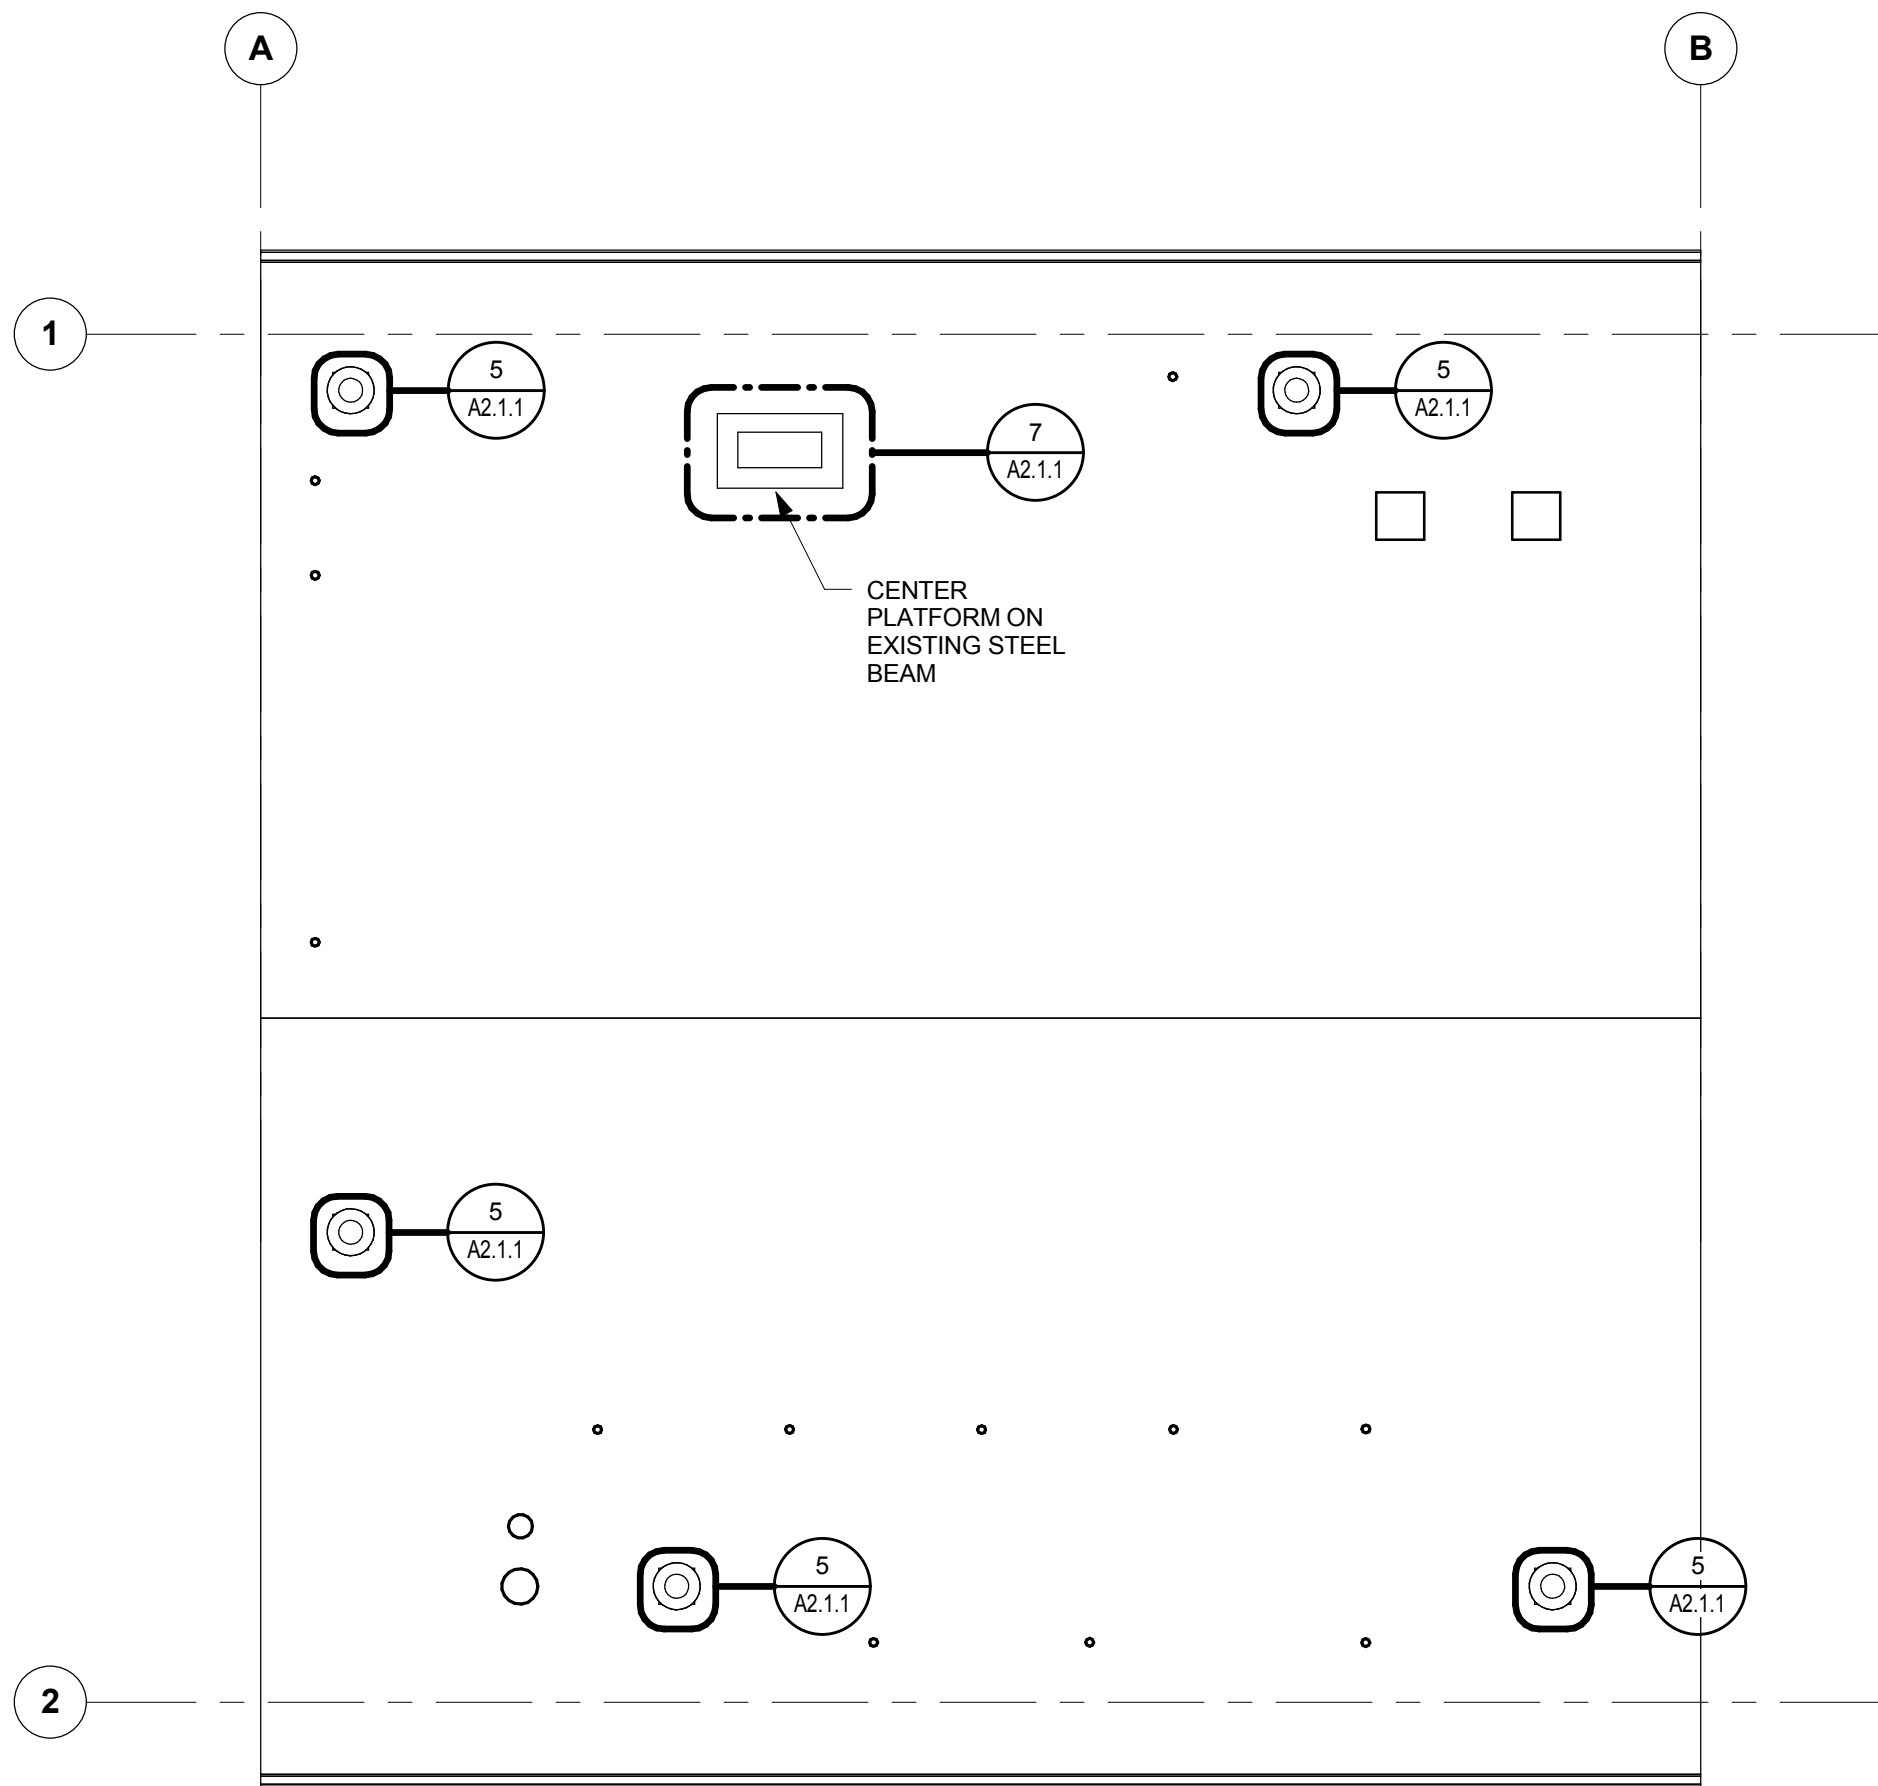 A
B
1
5
A2.1.1
5
A2.1.1
7
A2.1.1
CENTER
PLATFORM ON
EXISTING STEEL
BEAM
5
A2.1.1
5
A2.1.1
5
A2.1.1
2